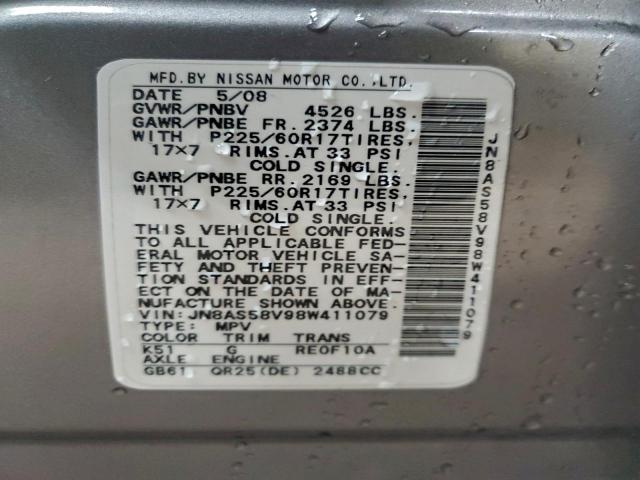 MFD.BY NISSAN MOTOR CO.,LTD.
DATE 5/08
GVWR/PNBV 4526 LBS.
GAWR/PNBE FR. 2374 LBS.
WITH P225/60R17TIRES,
17×7 RIMS.AT 33 PSI
COLD SINGLE.
GAWR/PNBE RR. 2169 LBS.
WITH P225/60R17TIRES,
17×7 RIMS.AT 33 PSI
COLD SINGLE.
THIS VEHICLE CONFORMS
TO ALL APPLICABLE FED-
ERAL MOTOR VEHICLE SA-
FETY AND THEFT PREVEN-
TION STANDARDS IN EFF-
ECT ON THE DATE OF MA-
NUFACTURE SHOWN ABOVE.
VIN: JN8AS58V98W411079
TYPE: MPV
COLOR TRIM TRANS
K51 G RE0F10A
AXLE ENGINE
GB61 QR25(DE) 2488CC
JN8AS58V98W411079